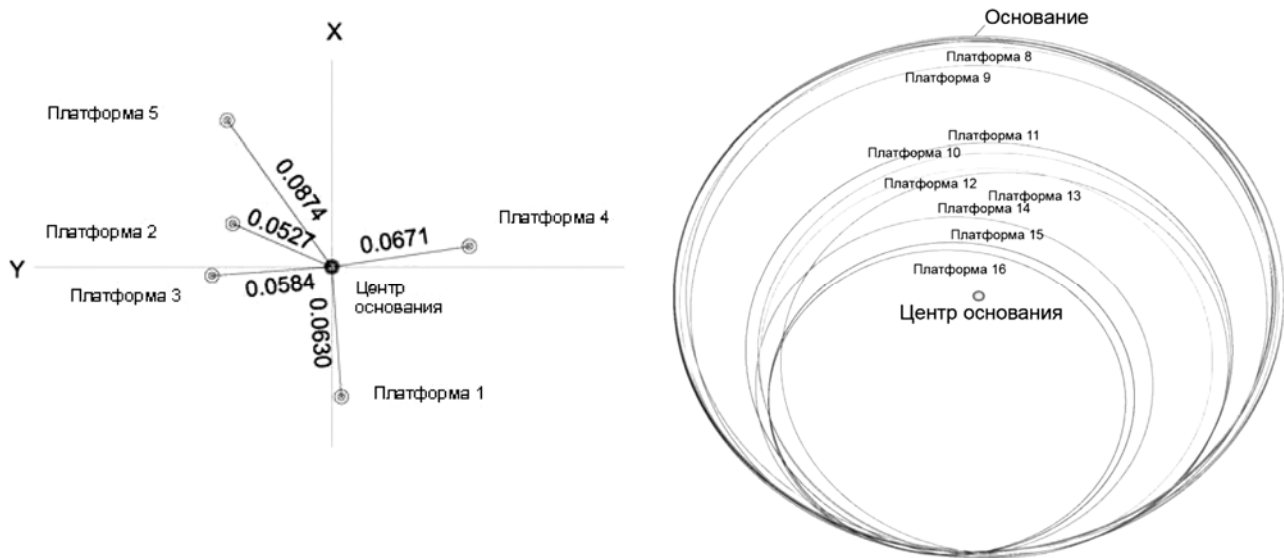 X
Y
Платформа 5
0.0874
Платформа 2
0.0527
Платформа 4
0.0671
Платформа 3
0.0584
Центр
основания
0.0630
Платформа 1
Основание
Платформа 8
Платформа 9
Платформа 11
Платформа 10
Платформа 12
Платформа 13
Платформа 14
Платформа 15
Платформа 16
Центр основания